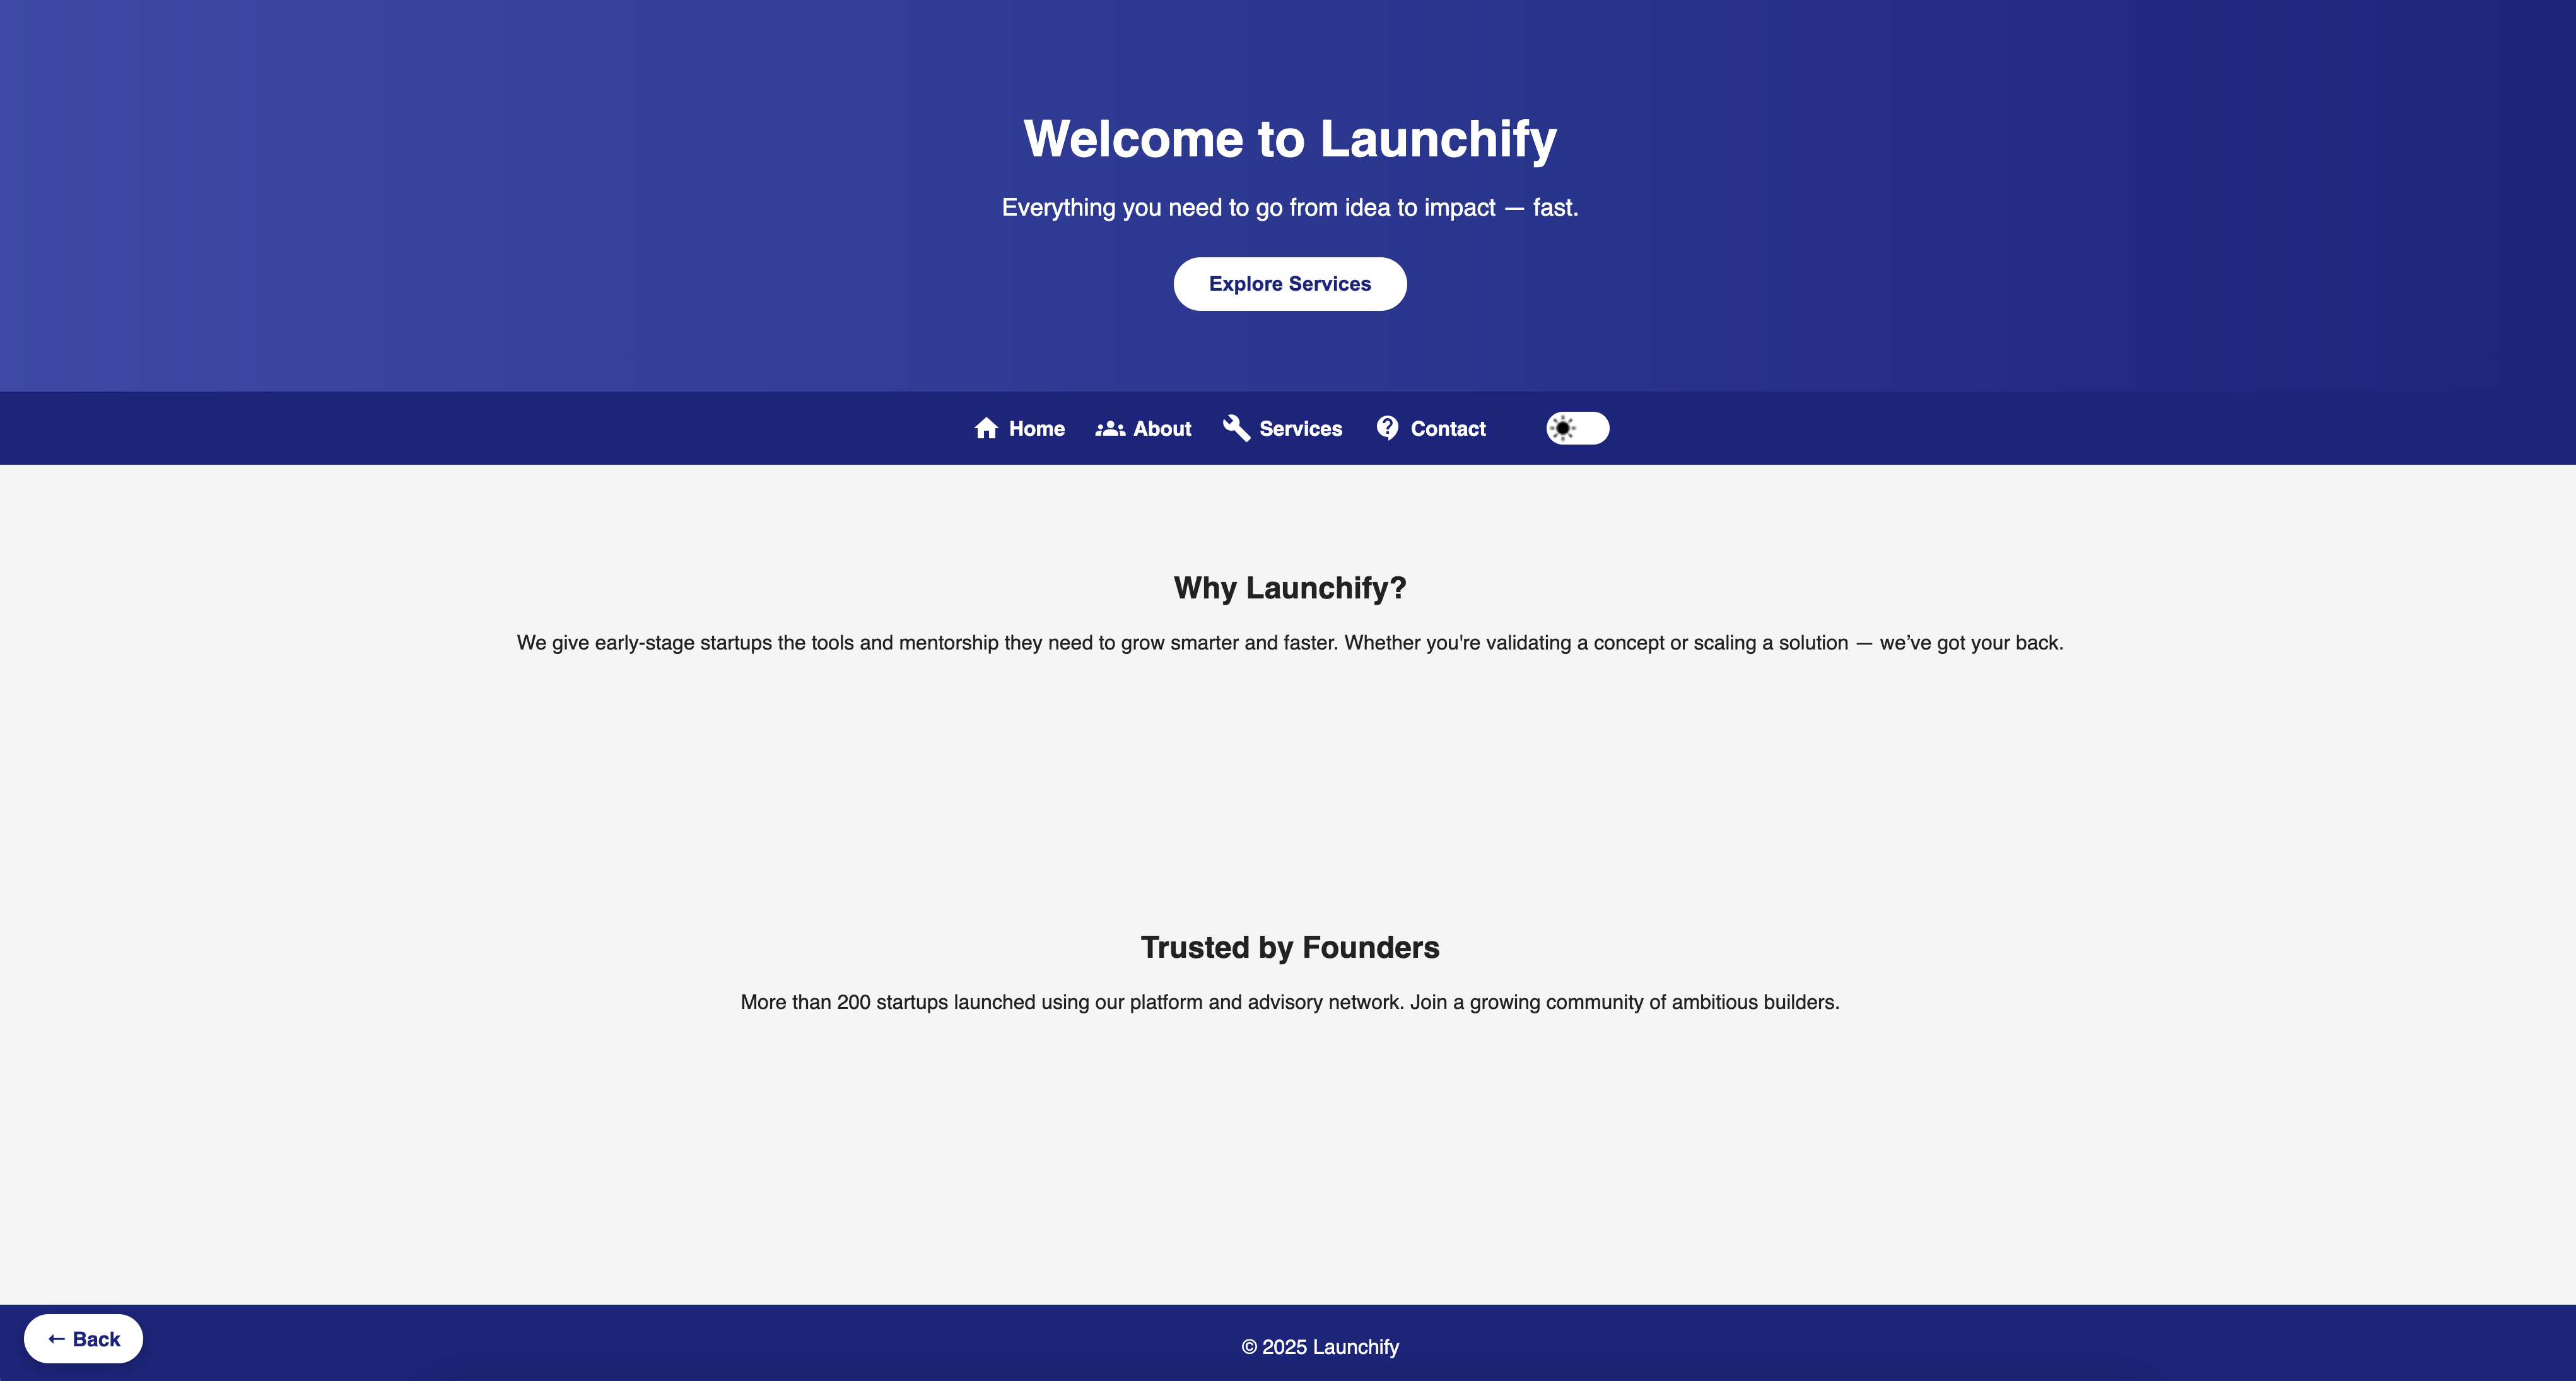 Welcome to Launchify
Everything you need to go from idea to impact — fast.
Explore Services
Home About Services Contact
Why Launchify?
We give early-stage startups the tools and mentorship they need to grow smarter and faster. Whether you're validating a concept or scaling a solution — we’ve got your back.
Trusted by Founders
More than 200 startups launched using our platform and advisory network. Join a growing community of ambitious builders.
← Back
© 2025 Launchify